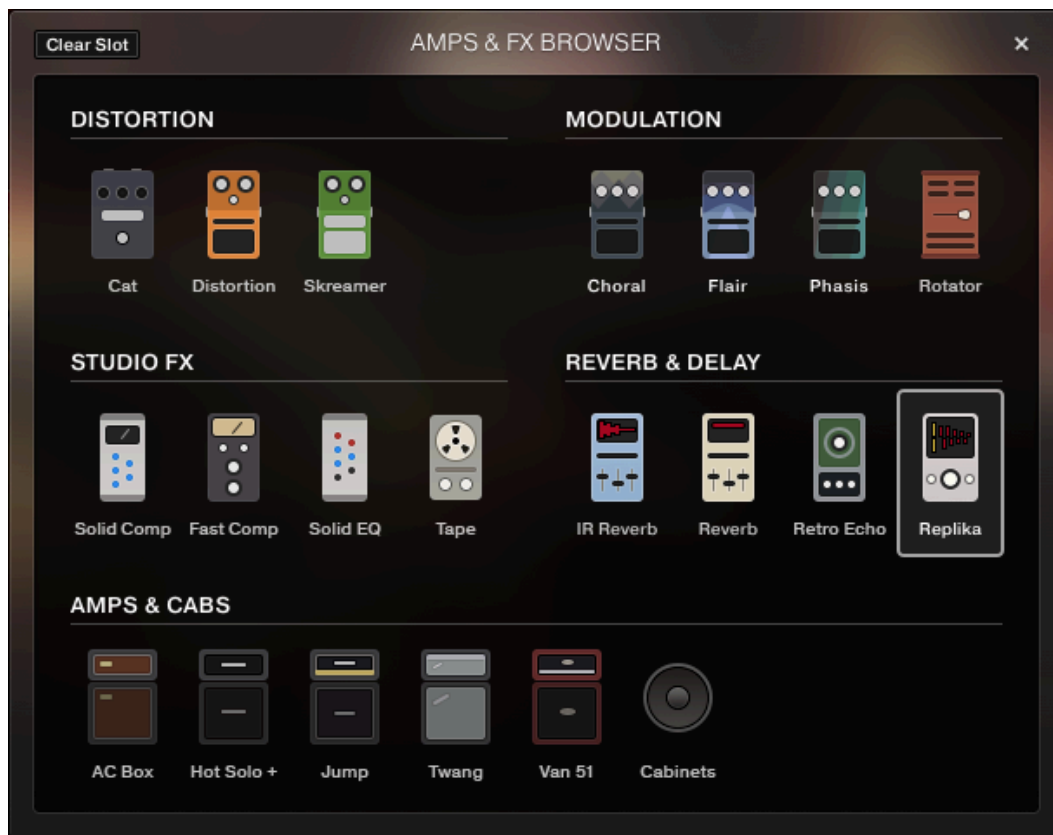 Clear Slot
AMPS & FX BROWSER
×
DISTORTION
Cat
Distortion
Skreamer
MODULATION
Choral
Flair
Phasis
Rotator
STUDIO FX
Solid Comp
Fast Comp
Solid EQ
Tape
REVERB & DELAY
IR Reverb
Reverb
Retro Echo
Replika
AMPS & CABS
AC Box
Hot Solo +
Jump
Twang
Van 51
Cabinets